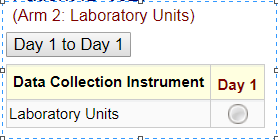 (Arm 2: Laboratory Units)
Day 1 to Day 1
Data Collection Instrument Day 1
Laboratory Units